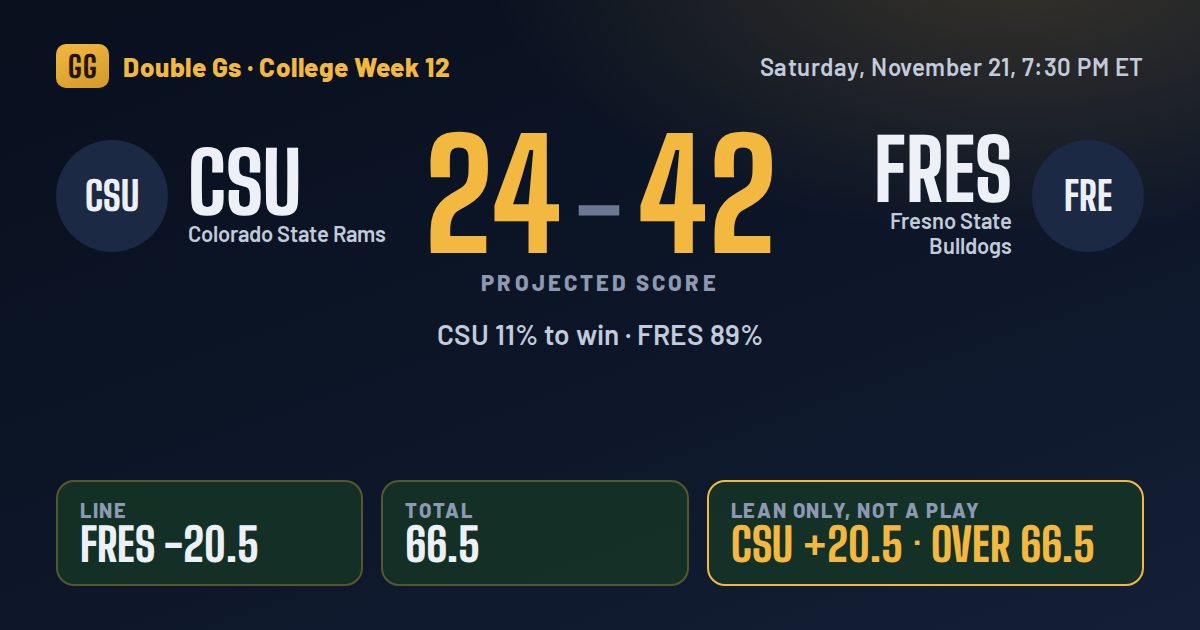 GG
Double Gs · College Week 12
Saturday, November 21, 7:30 PM ET
CSU
CSU
Colorado State Rams
24 – 42
PROJECTED SCORE
CSU 11% to win · FRES 89%
FRES
Fresno State
Bulldogs
FRE
LINE
FRES −20.5
TOTAL
66.5
LEAN ONLY, NOT A PLAY
CSU +20.5 · OVER 66.5